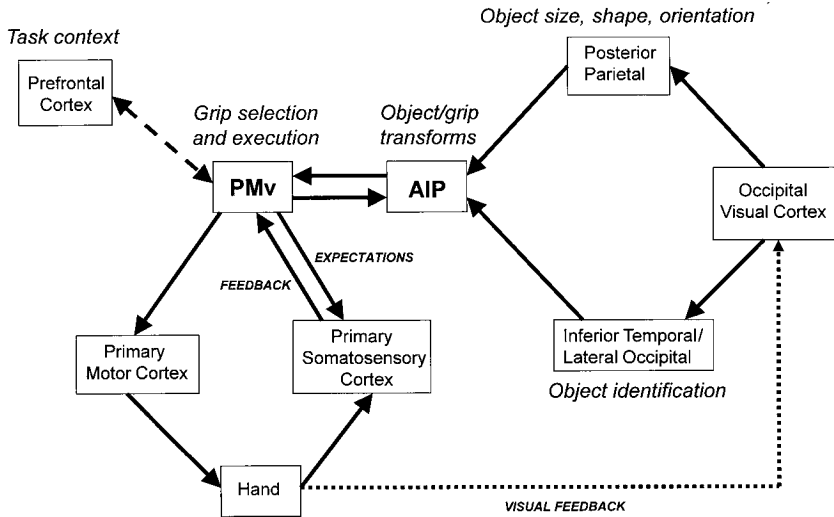 Object size, shape, orientation
Task context
Posterior
Parietal
Prefrontal
Cortex
Grip selection
and execution
Object/grip
transforms
PMv
AIP
Occipital
Visual Cortex
EXPECTATIONS
FEEDBACK
Primary
Motor Cortex
Primary
Somatosensory
Cortex
Inferior Temporal/
Lateral Occipital
Object identification
Hand
VISUAL FEEDBACK